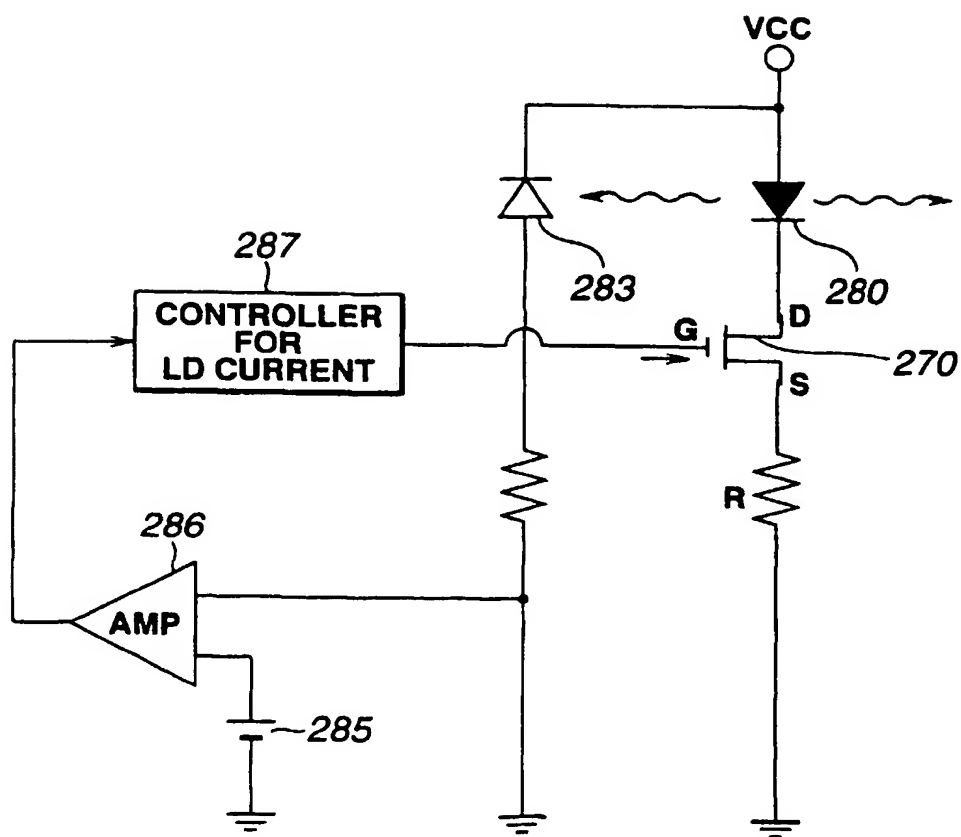 VCC
287
CONTROLLER
FOR
LD CURRENT
283
280
G
D
270
S
R
286
AMP
285